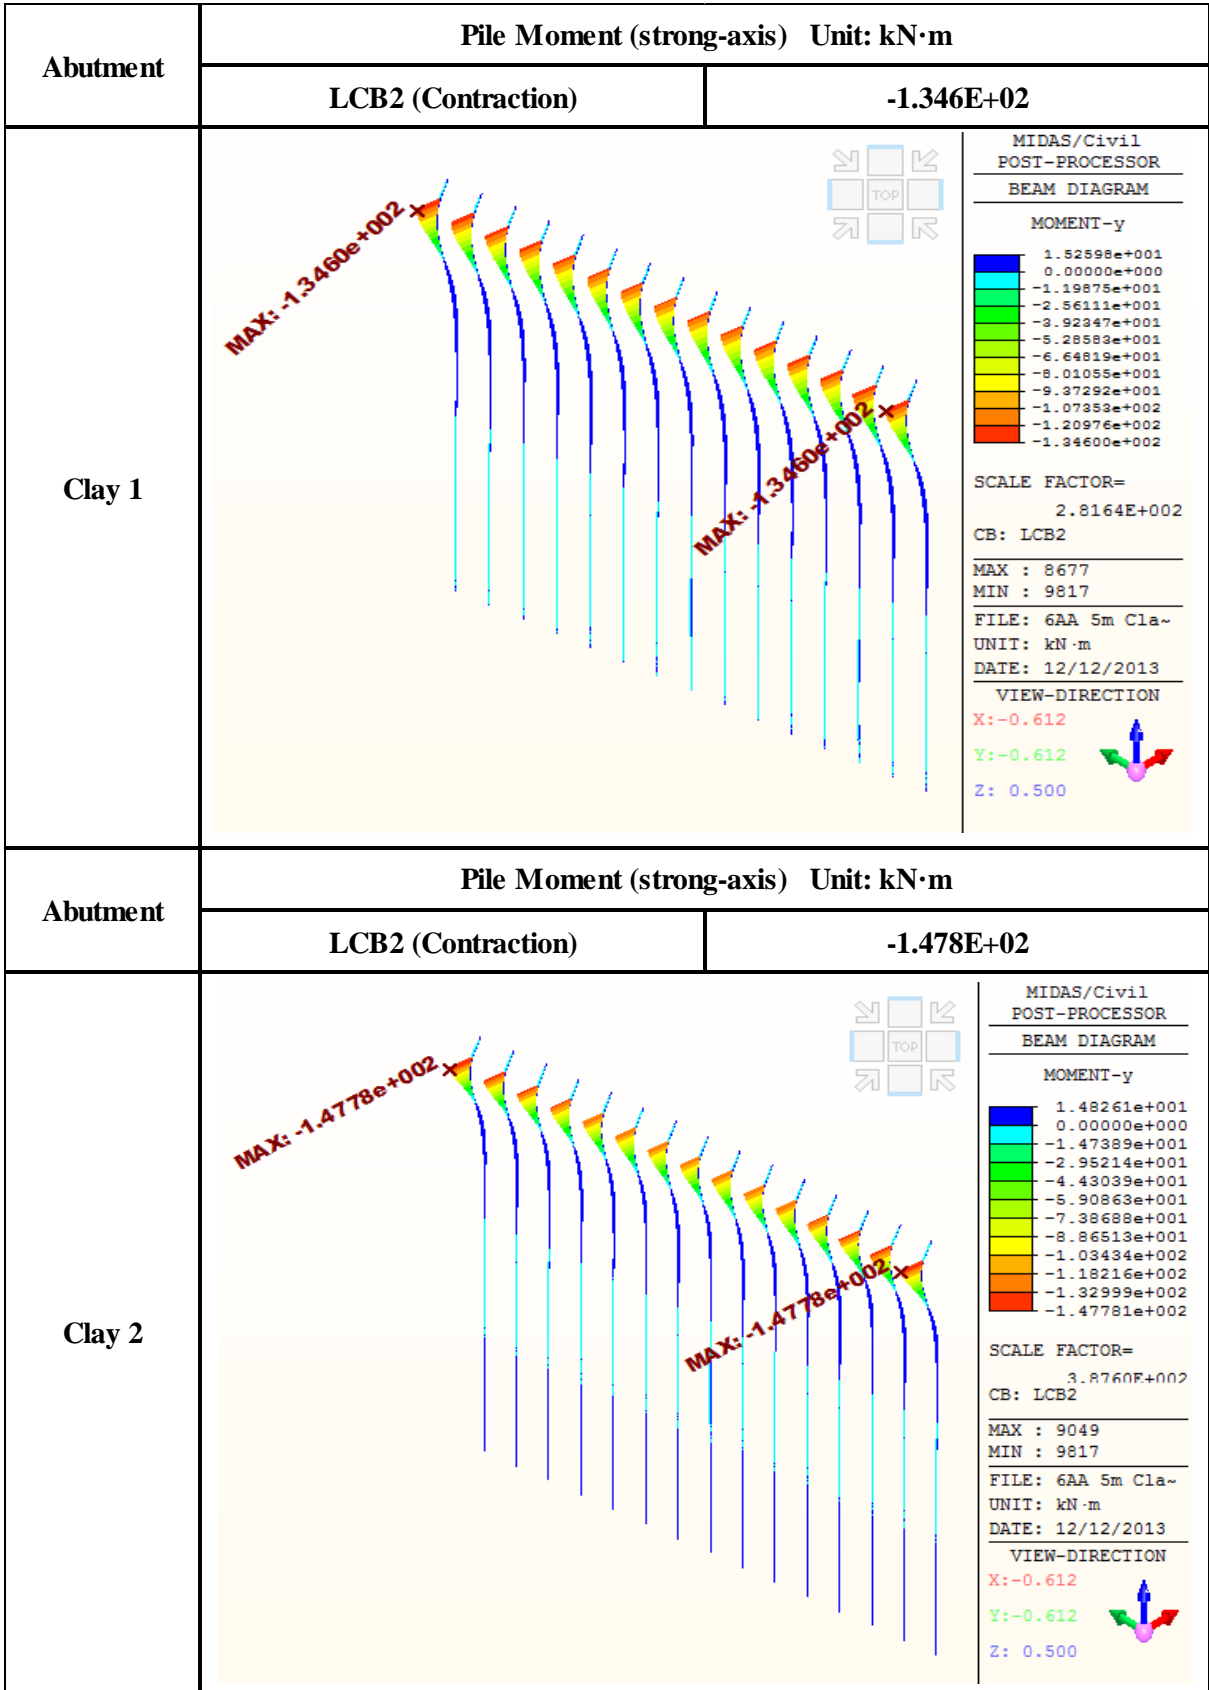 Abutment
Pile Moment (strong-axis) Unit: kN·m
LCB2 (Contraction)
-1.346E+02
Clay 1
MAX: -1.3460e+002
MAX: -1.3460e+002
TOP
MIDAS/Civil
POST-PROCESSOR
BEAM DIAGRAM
MOMENT-y
1.52598e+001
0.00000e+000
-1.19875e+001
-2.56111e+001
-3.92347e+001
-5.28583e+001
-6.64819e+001
-8.01055e+001
-9.37292e+001
-1.07353e+002
-1.20976e+002
-1.34600e+002
SCALE FACTOR=
2.8164E+002
CB: LCB2
MAX : 8677
MIN : 9817
FILE: 6AA 5m Cla~
UNIT: kN·m
DATE: 12/12/2013
VIEW-DIRECTION
X:-0.612
Y:-0.612
Z: 0.500
Abutment
Pile Moment (strong-axis) Unit: kN·m
LCB2 (Contraction)
-1.478E+02
Clay 2
MAX: -1.4778e+002
MAX: -1.4778e+002
TOP
MIDAS/Civil
POST-PROCESSOR
BEAM DIAGRAM
MOMENT-y
1.48261e+001
0.00000e+000
-1.47389e+001
-2.95214e+001
-4.43039e+001
-5.90863e+001
-7.38688e+001
-8.86513e+001
-1.03434e+002
-1.18216e+002
-1.32999e+002
-1.47781e+002
SCALE FACTOR=
3.8760E+002
CB: LCB2
MAX : 9049
MIN : 9817
FILE: 6AA 5m Cla~
UNIT: kN·m
DATE: 12/12/2013
VIEW-DIRECTION
X:-0.612
Y:-0.612
Z: 0.500